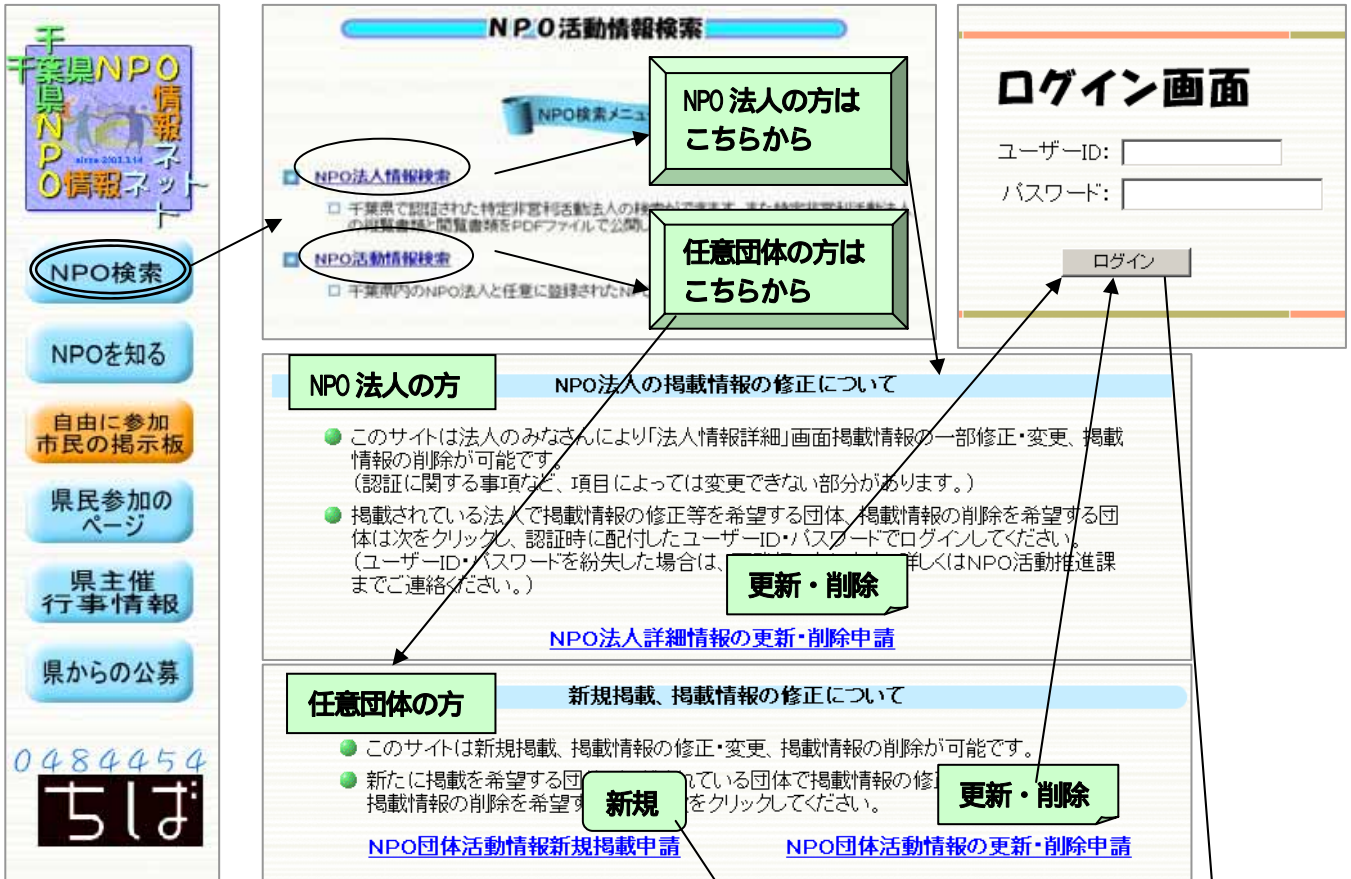 千葉県NPO情報ネット
千葉県NPO情報ネット
since 2003.3.14
NPO検索
NPOを知る
自由に参加
市民の掲示板
県民参加の
ページ
県主催
行事情報
県からの公募
0484454
ちば
NPO活動情報検索
NPO検索メニュ
NPO法人の方は
こちらから
NPO法人情報検索
千葉県で認証された特定非営利活動法人の検索ができます。また特定非営利活動法人
の縦覧書類と閲覧書類をPDFファイルで公開し
任意団体の方は
こちらから
NPO活動情報検索
千葉県内のNPO法人と任意に登録されたNPO
ログイン画面
ユーザーID:
パスワード:
ログイン
NPO法人の方
NPO法人の掲載情報の修正について
このサイトは法人のみなさんにより「法人情報詳細」画面掲載情報の一部修正・変更、掲載
情報の削除が可能です。
（認証に関する事項など、項目によっては変更できない部分があります。）
掲載されている法人で掲載情報の修正等を希望する団体、掲載情報の削除を希望する団
体は次をクリックし、認証時に配付したユーザーID・パスワードでログインしてください。
（ユーザーID・パスワードを紛失した場合は、 詳しくはNPO活動推進課
までご連絡ください。）
更新・削除
NPO法人詳細情報の更新・削除申請
任意団体の方
新規掲載、掲載情報の修正について
このサイトは新規掲載、掲載情報の修正・変更、掲載情報の削除が可能です。
新たに掲載を希望する団 れている団体で掲載情報の修
掲載情報の削除を希望す をクリックしてください。
新規
更新・削除
NPO団体活動情報新規掲載申請
NPO団体活動情報の更新・削除申請